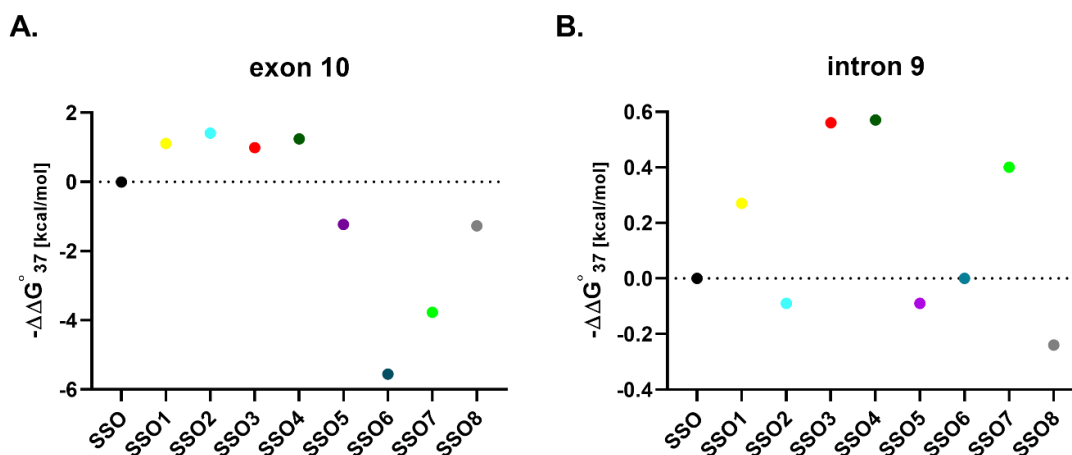 A.
exon 10
-ΔΔG°37 [kcal/mol]
2
0
-2
-4
-6
SSO
SSO1
SSO2
SSO3
SSO4
SSO5
SSO6
SSO7
SSO8
B.
intron 9
-ΔΔG°37 [kcal/mol]
0.6
0.4
0.2
0.0
-0.2
-0.4
SSO
SSO1
SSO2
SSO3
SSO4
SSO5
SSO6
SSO7
SSO8